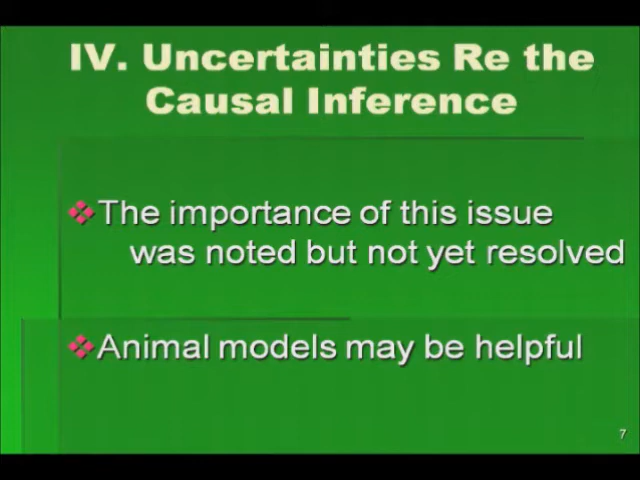 IV. Uncertainties Re the
Causal Inference
The importance of this issue
was noted but not yet resolved
Animal models may be helpful
7